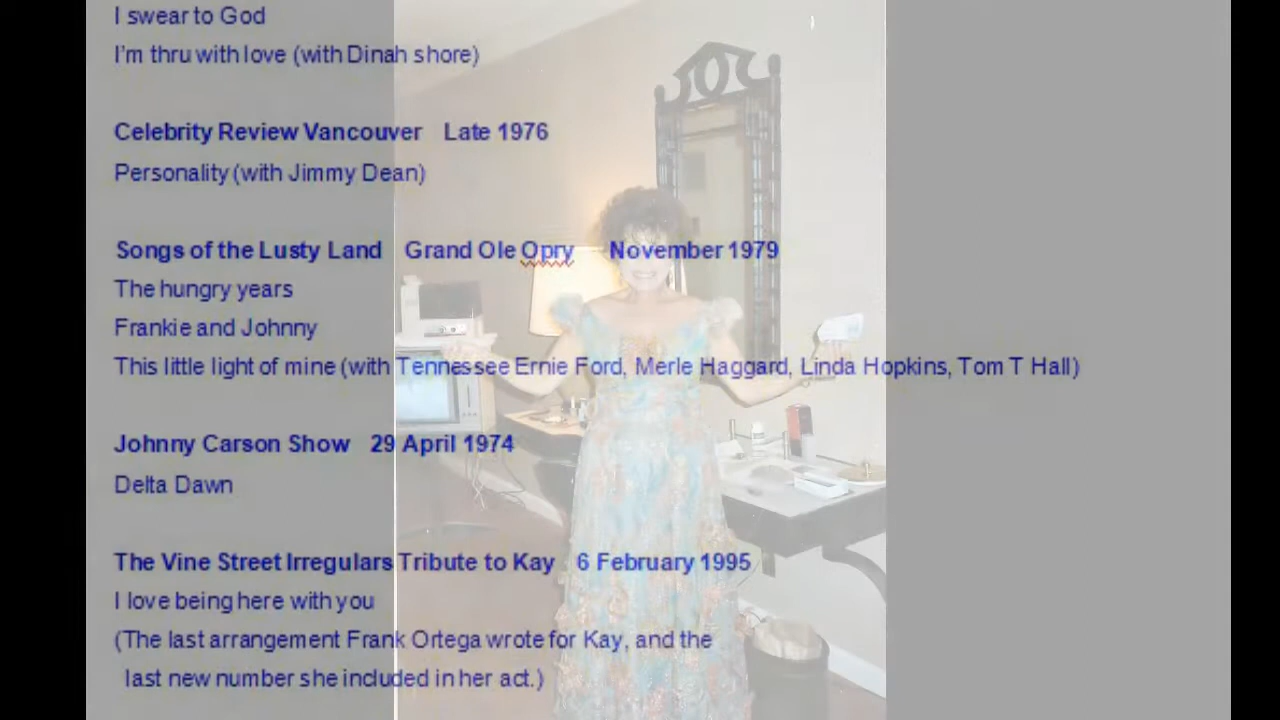 I swear to God
I'm thru with love (with Dinah shore)
Celebrity Review Vancouver Late 1976
Personality (with Jimmy Dean)
Songs of the Lusty Land Grand Ole Opry November 1979
The hungry years
Frankie and Johnny
This little light of mine (with Tennessee Ernie Ford, Merle Haggard, Linda Hopkins, Tom T Hall)
Johnny Carson Show 29 April 1974
Delta Dawn
The Vine Street Irregulars Tribute to Kay 6 February 1995
I love being here with you
(The last arrangement Frank Ortega wrote for Kay, and the
last new number she included in her act.)